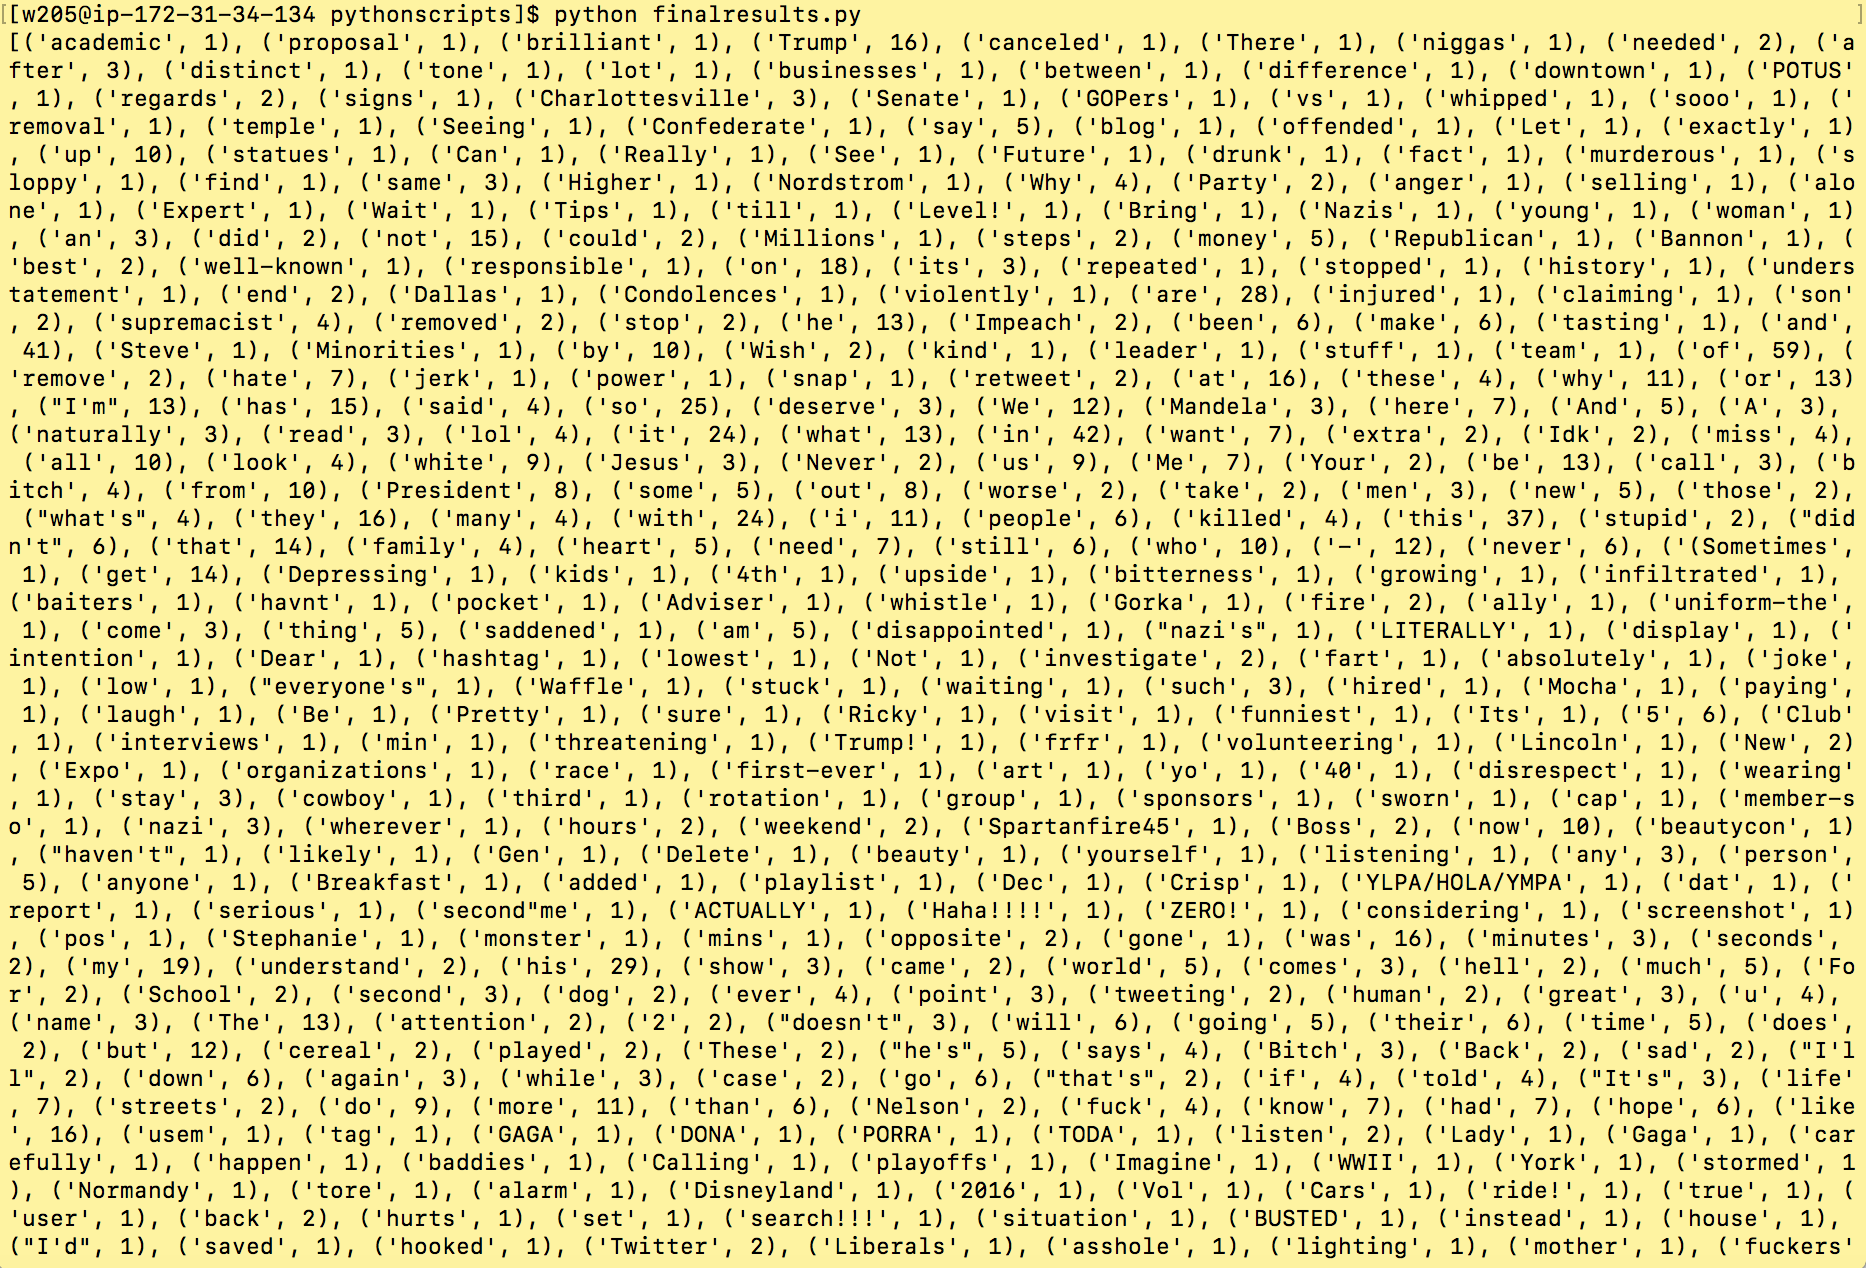 [[w205@ip-172-31-34-134 pythonscripts]$ python finalresults.py ]
[('academic', 1), ('proposal', 1), ('brilliant', 1), ('Trump', 16), ('canceled', 1), ('There', 1), ('niggas', 1), ('needed', 2), ('a
fter', 3), ('distinct', 1), ('tone', 1), ('lot', 1), ('businesses', 1), ('between', 1), ('difference', 1), ('downtown', 1), ('POTUS'
, 1), ('regards', 2), ('signs', 1), ('Charlottesville', 3), ('Senate', 1), ('GOPers', 1), ('vs', 1), ('whipped', 1), ('sooo', 1), ('
removal', 1), ('temple', 1), ('Seeing', 1), ('Confederate', 1), ('say', 5), ('blog', 1), ('offended', 1), ('Let', 1), ('exactly', 1)
, ('up', 10), ('statues', 1), ('Can', 1), ('Really', 1), ('See', 1), ('Future', 1), ('drunk', 1), ('fact', 1), ('murderous', 1), ('s
loppy', 1), ('find', 1), ('same', 3), ('Higher', 1), ('Nordstrom', 1), ('Why', 4), ('Party', 2), ('anger', 1), ('selling', 1), ('alo
ne', 1), ('Expert', 1), ('Wait', 1), ('Tips', 1), ('till', 1), ('Level!', 1), ('Bring', 1), ('Nazis', 1), ('young', 1), ('woman', 1)
, ('an', 3), ('did', 2), ('not', 15), ('could', 2), ('Millions', 1), ('steps', 2), ('money', 5), ('Republican', 1), ('Bannon', 1), (
'best', 2), ('well-known', 1), ('responsible', 1), ('on', 18), ('its', 3), ('repeated', 1), ('stopped', 1), ('history', 1), ('unders
tatement', 1), ('end', 2), ('Dallas', 1), ('Condolences', 1), ('violently', 1), ('are', 28), ('injured', 1), ('claiming', 1), ('son'
, 2), ('supremacist', 4), ('removed', 2), ('stop', 2), ('he', 13), ('Impeach', 2), ('been', 6), ('make', 6), ('tasting', 1), ('and',
 41), ('Steve', 1), ('Minorities', 1), ('by', 10), ('Wish', 2), ('kind', 1), ('leader', 1), ('stuff', 1), ('team', 1), ('of', 59), (
'remove', 2), ('hate', 7), ('jerk', 1), ('power', 1), ('snap', 1), ('retweet', 2), ('at', 16), ('these', 4), ('why', 11), ('or', 13)
, ("I'm", 13), ('has', 15), ('said', 4), ('so', 25), ('deserve', 3), ('We', 12), ('Mandela', 3), ('here', 7), ('And', 5), ('A', 3),
('naturally', 3), ('read', 3), ('lol', 4), ('it', 24), ('what', 13), ('in', 42), ('want', 7), ('extra', 2), ('Idk', 2), ('miss', 4),
 ('all', 10), ('look', 4), ('white', 9), ('Jesus', 3), ('Never', 2), ('us', 9), ('Me', 7), ('Your', 2), ('be', 13), ('call', 3), ('b
itch', 4), ('from', 10), ('President', 8), ('some', 5), ('out', 8), ('worse', 2), ('take', 2), ('men', 3), ('new', 5), ('those', 2),
 ("what's", 4), ('they', 16), ('many', 4), ('with', 24), ('i', 11), ('people', 6), ('killed', 4), ('this', 37), ('stupid', 2), ("did
n't", 6), ('that', 14), ('family', 4), ('heart', 5), ('need', 7), ('still', 6), ('who', 10), ('-', 12), ('never', 6), ('(Sometimes',
 1), ('get', 14), ('Depressing', 1), ('kids', 1), ('4th', 1), ('upside', 1), ('bitterness', 1), ('growing', 1), ('infiltrated', 1),
('baiters', 1), ('havnt', 1), ('pocket', 1), ('Adviser', 1), ('whistle', 1), ('Gorka', 1), ('fire', 2), ('ally', 1), ('uniform-the',
 1), ('come', 3), ('thing', 5), ('saddened', 1), ('am', 5), ('disappointed', 1), ("nazi's", 1), ('LITERALLY', 1), ('display', 1), ('
intention', 1), ('Dear', 1), ('hashtag', 1), ('lowest', 1), ('Not', 1), ('investigate', 2), ('fart', 1), ('absolutely', 1), ('joke',
 1), ('low', 1), ("everyone's", 1), ('Waffle', 1), ('stuck', 1), ('waiting', 1), ('such', 3), ('hired', 1), ('Mocha', 1), ('paying',
 1), ('laugh', 1), ('Be', 1), ('Pretty', 1), ('sure', 1), ('Ricky', 1), ('visit', 1), ('funniest', 1), ('Its', 1), ('5', 6), ('Club'
, 1), ('interviews', 1), ('min', 1), ('threatening', 1), ('Trump!', 1), ('frfr', 1), ('volunteering', 1), ('Lincoln', 1), ('New', 2)
, ('Expo', 1), ('organizations', 1), ('race', 1), ('first-ever', 1), ('art', 1), ('yo', 1), ('40', 1), ('disrespect', 1), ('wearing'
, 1), ('stay', 3), ('cowboy', 1), ('third', 1), ('rotation', 1), ('group', 1), ('sponsors', 1), ('sworn', 1), ('cap', 1), ('member-s
o', 1), ('nazi', 3), ('wherever', 1), ('hours', 2), ('weekend', 2), ('Spartanfire45', 1), ('Boss', 2), ('now', 10), ('beautycon', 1)
, ("haven't", 1), ('likely', 1), ('Gen', 1), ('Delete', 1), ('beauty', 1), ('yourself', 1), ('listening', 1), ('any', 3), ('person',
 5), ('anyone', 1), ('Breakfast', 1), ('added', 1), ('playlist', 1), ('Dec', 1), ('Crisp', 1), ('YLPA/HOLA/YMPA', 1), ('dat', 1), ('
report', 1), ('serious', 1), ('second"me', 1), ('ACTUALLY', 1), ('Haha!!!!', 1), ('ZERO!', 1), ('considering', 1), ('screenshot', 1)
, ('pos', 1), ('Stephanie', 1), ('monster', 1), ('mins', 1), ('opposite', 2), ('gone', 1), ('was', 16), ('minutes', 3), ('seconds',
2), ('my', 19), ('understand', 2), ('his', 29), ('show', 3), ('came', 2), ('world', 5), ('comes', 3), ('hell', 2), ('much', 5), ('Fo
r', 2), ('School', 2), ('second', 3), ('dog', 2), ('ever', 4), ('point', 3), ('tweeting', 2), ('human', 2), ('great', 3), ('u', 4),
('name', 3), ('The', 13), ('attention', 2), ('2', 2), ("doesn't", 3), ('will', 6), ('going', 5), ('their', 6), ('time', 5), ('does',
 2), ('but', 12), ('cereal', 2), ('played', 2), ('These', 2), ("he's", 5), ('says', 4), ('Bitch', 3), ('Back', 2), ('sad', 2), ("I'l
l", 2), ('down', 6), ('again', 3), ('while', 3), ('case', 2), ('go', 6), ("that's", 2), ('if', 4), ('told', 4), ("It's", 3), ('life'
, 7), ('streets', 2), ('do', 9), ('more', 11), ('than', 6), ('Nelson', 2), ('fuck', 4), ('know', 7), ('had', 7), ('hope', 6), ('like
', 16), ('usem', 1), ('tag', 1), ('GAGA', 1), ('DONA', 1), ('PORRA', 1), ('TODA', 1), ('listen', 2), ('Lady', 1), ('Gaga', 1), ('car
efully', 1), ('happen', 1), ('baddies', 1), ('Calling', 1), ('playoffs', 1), ('Imagine', 1), ('WWII', 1), ('York', 1), ('stormed', 1
), ('Normandy', 1), ('tore', 1), ('alarm', 1), ('Disneyland', 1), ('2016', 1), ('Vol', 1), ('Cars', 1), ('ride!', 1), ('true', 1), (
'user', 1), ('back', 2), ('hurts', 1), ('set', 1), ('search!!!', 1), ('situation', 1), ('BUSTED', 1), ('instead', 1), ('house', 1),
("I'd", 1), ('saved', 1), ('hooked', 1), ('Twitter', 2), ('Liberals', 1), ('asshole', 1), ('lighting', 1), ('mother', 1), ('fuckers'